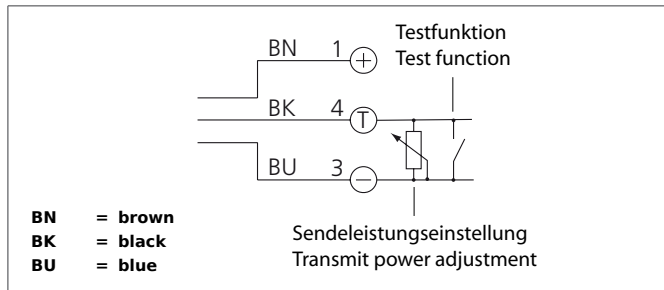 Testfunktion
Test function
BN 1 +
BK 4 T
BU 3 −
BN = brown
BK = black
BU = blue
Sendeleistungseinstellung
Transmit power adjustment